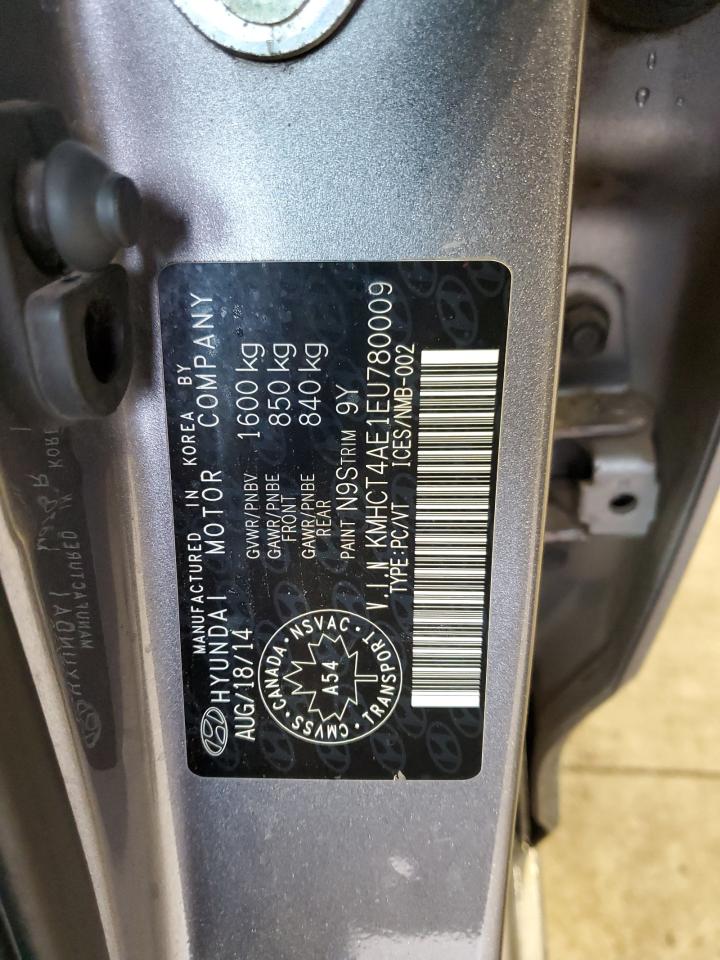 MANUFACTURED IN KOREA BY
HYUNDAI MOTOR COMPANY
AUG/18/14
GVWR/PNBV 1600 kg
GAWR/PNBE FRONT 850 kg
GAWR/PNBE REAR 840 kg
PAINT N9S TRIM 9Y
V.I.N KMHCT4AE1EU780009
TYPE:PC/VT ICES/NMB-002
CMVSS · CANADA · NSVAC · TRANSPORT
A54